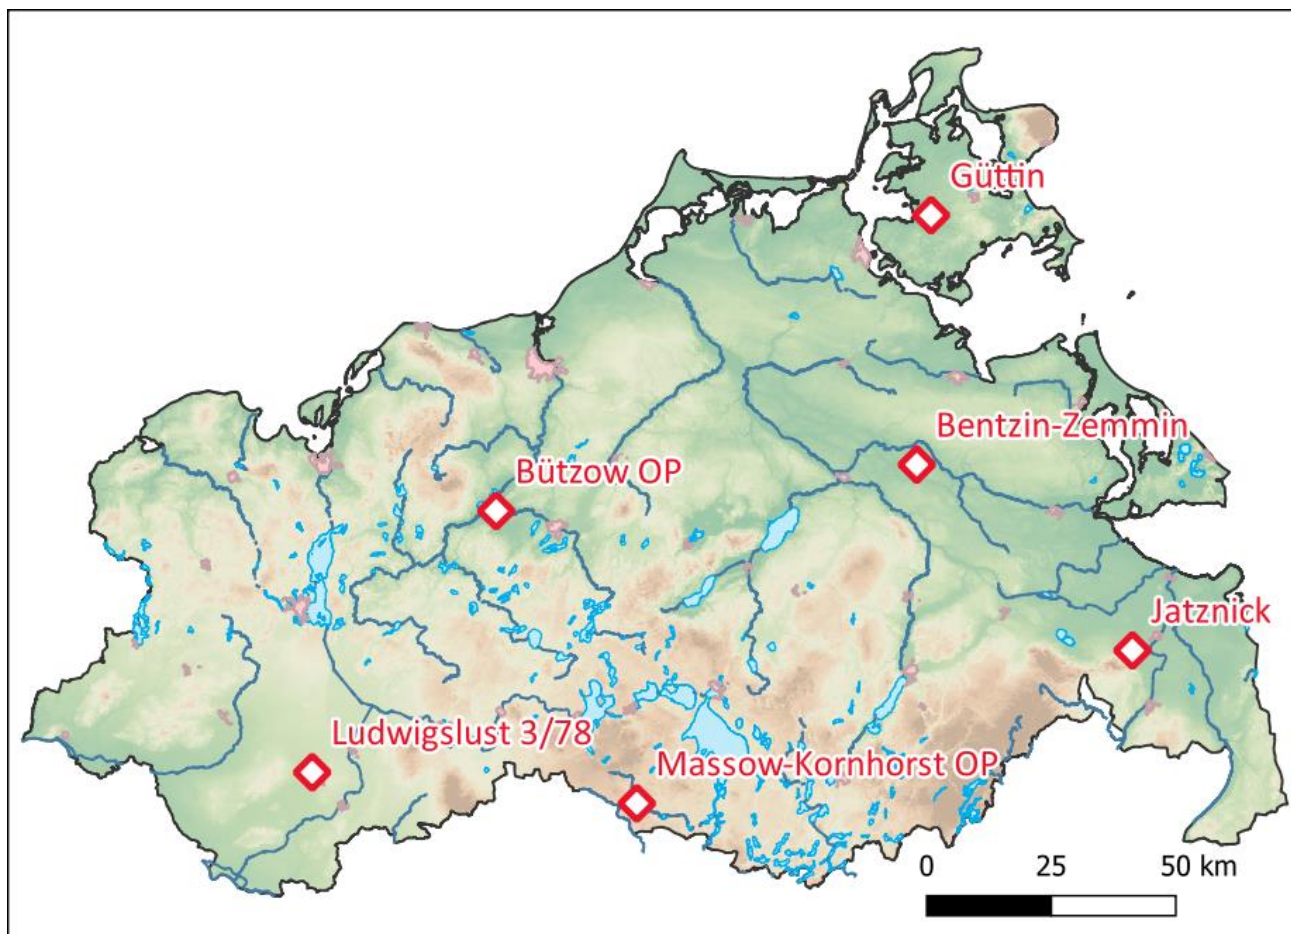 Güttin
Bentzin-Zemmin
Bützow OP
Jatznick
Ludwigslust 3/78
Massow-Kornhorst OP
0 25 50 km